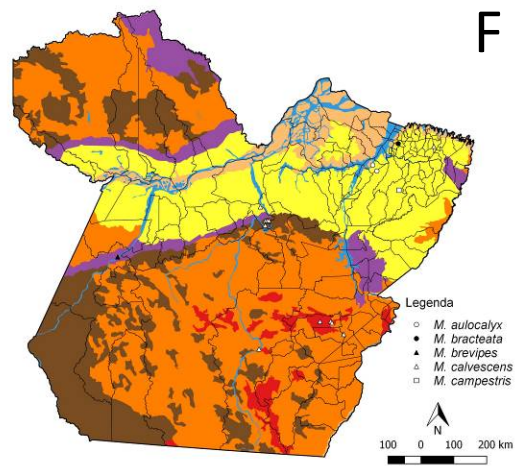 F
Legenda
M. aulocalyx
M. bracteata
M. brevipes
M. calvescens
M. campestris
N
100 0 100 200 km